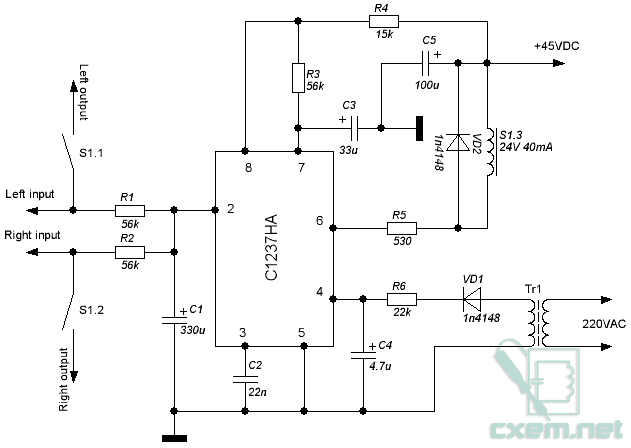 R4
15k
+45VDC
C5
+
100u
R3
56k
C3
+
33u
Left output
S1.1
1n4148
VD2
S1.3
24V 40mA
8
7
Left input
R1
56k
2
Right input
R2
56k
C1237HA
6
R5
530
S1.2
C1
+
330u
4
R6
22k
VD1
1n4148
Tr1
220VAC
3
5
C2
22n
+
C4
4.7u
Right output
cxem.net